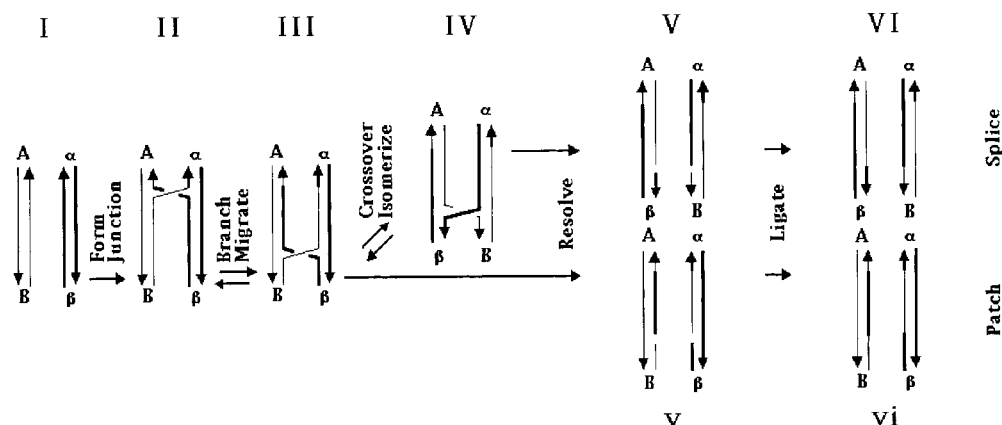 I II III IV V VI
A α
A α A α A α A α A α
Form Junction
Branch Migrate
Crossover Isomerize
Resolve
Ligate
Splice
B β B β B β β B β B β B
A α A α
Patch
B β B β
v vi